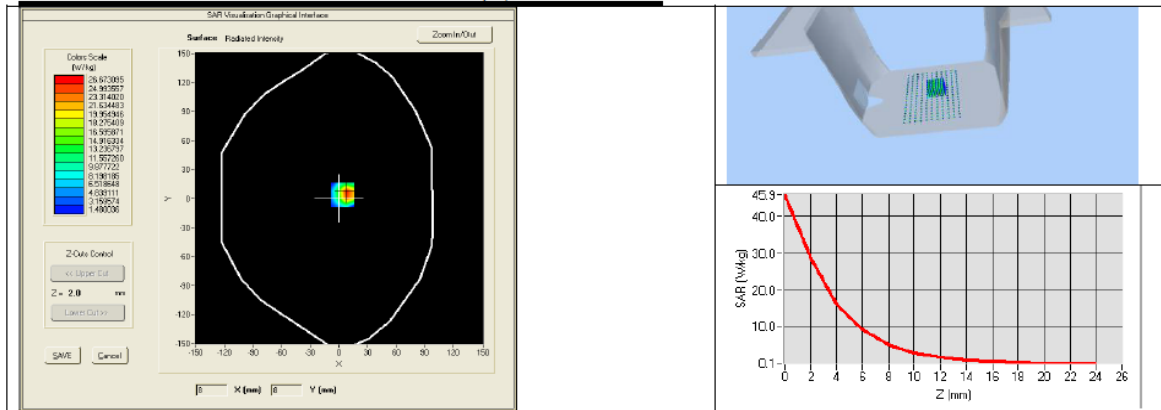 SAR Visualisation Graphical Interface
Surface Radiated Intensity
Zoom In/Out
Colors Scale
(W/kg)
26.673095
24.993557
23.314020
21.634483
19.954946
18.275409
16.595871
14.916334
13.236797
11.557260
9.877722
8.198185
6.518648
4.839111
3.159574
1.480036
Z-Cuts Control
<< Upper Cut
Z = 2.0 mm
Lower Cut>>
SAVE Cancel
150
120
90
60
30
0
-30
-60
-90
-120
-150
Y
-150 -120 -90 -60 -30 0 30 60 90 120 150
X
8 X (mm) 8 Y (mm)
45.9
40.0
30.0
20.0
10.0
0.1
SAR (W/kg)
0 2 4 6 8 10 12 14 16 18 20 22 24 26
Z (mm)